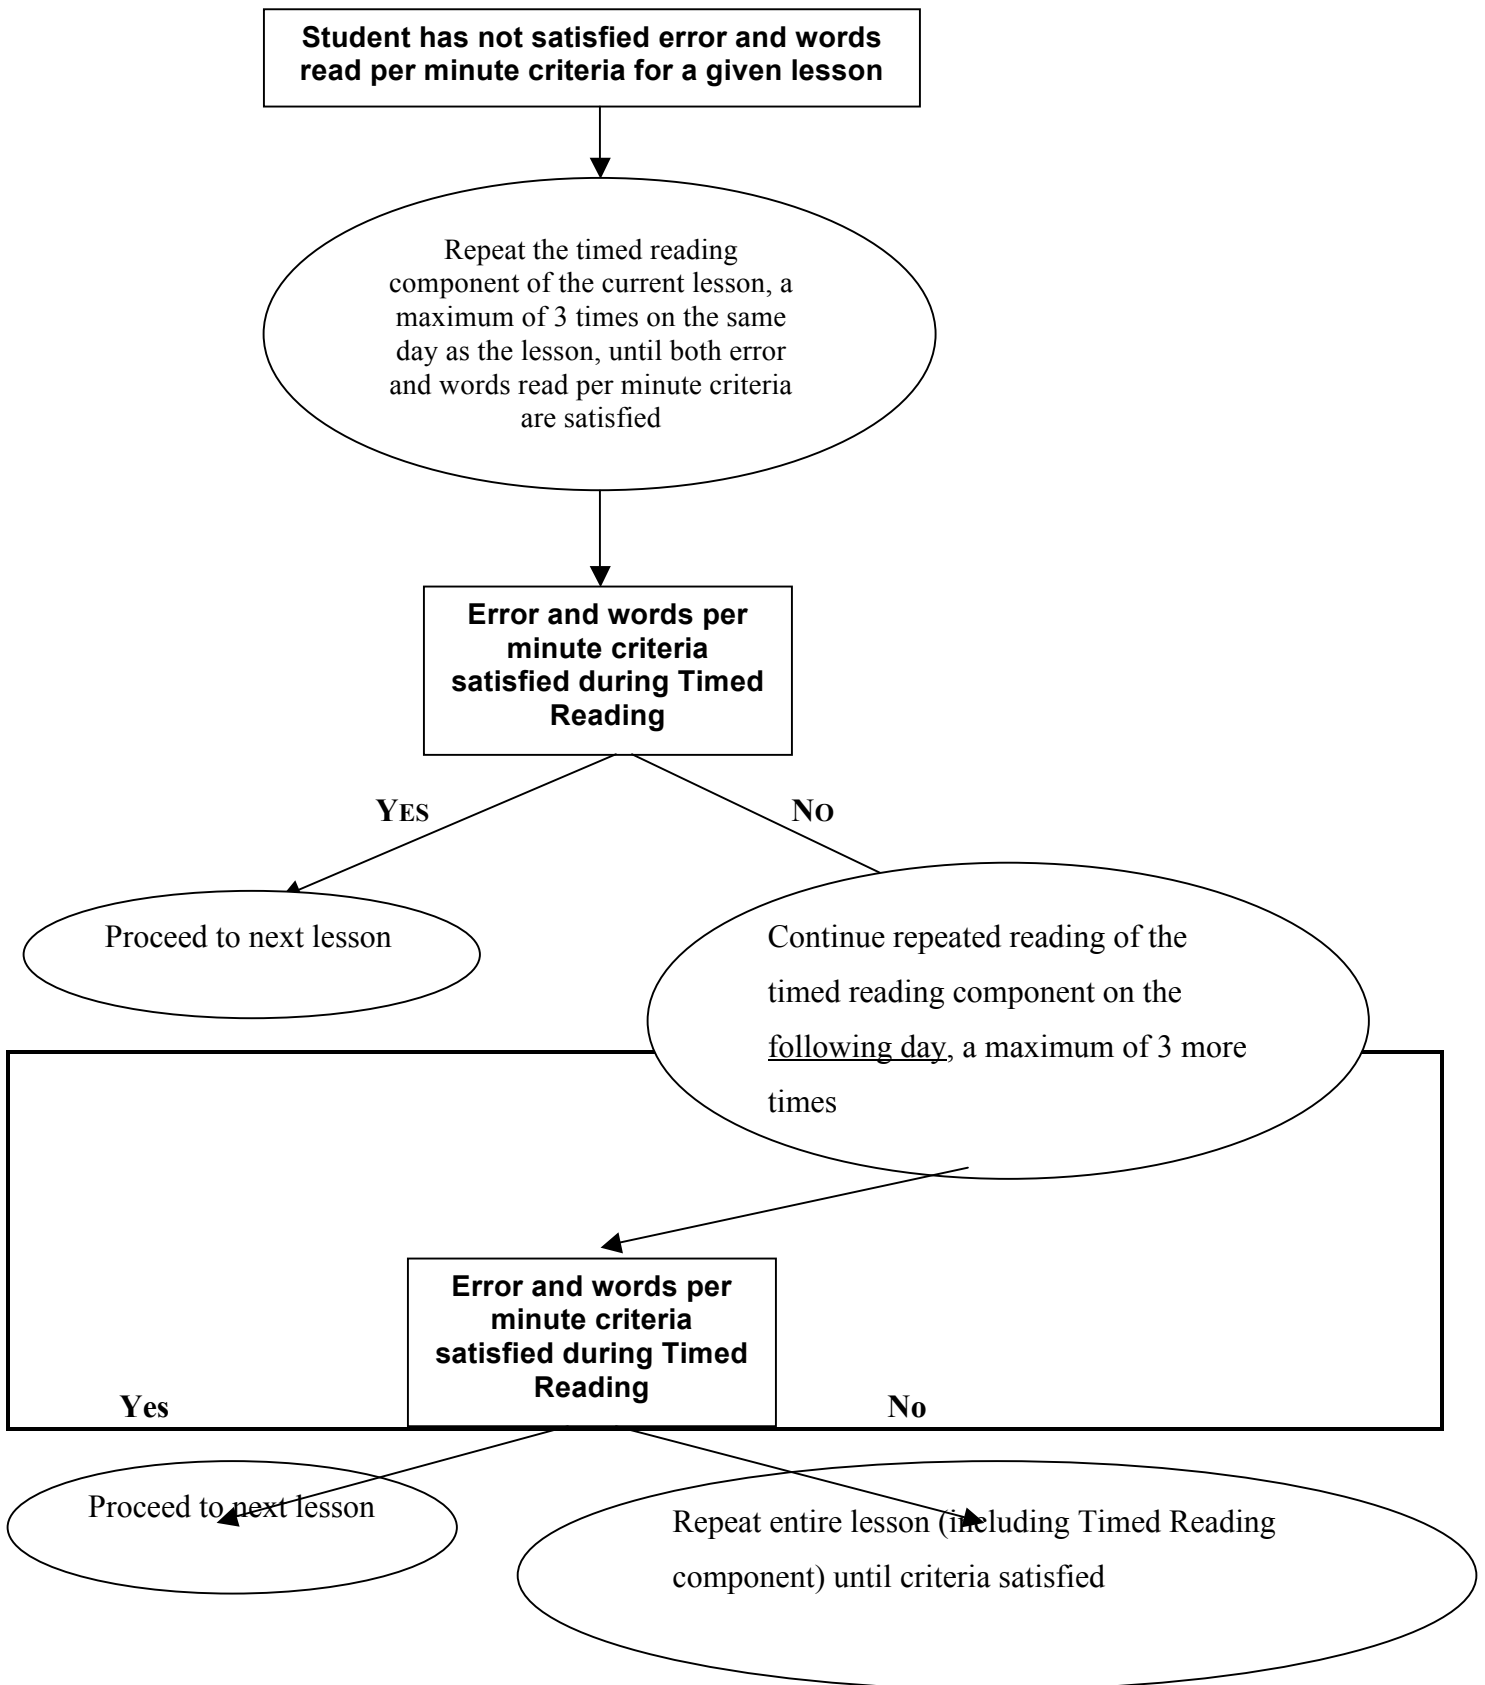 Student has not satisfied error and words
read per minute criteria for a given lesson
Repeat the timed reading
component of the current lesson, a
maximum of 3 times on the same
day as the lesson, until both error
and words read per minute criteria
are satisfied
Error and words per
minute criteria
satisfied during Timed
Reading
YES
NO
Proceed to next lesson
Continue repeated reading of the
timed reading component on the
following day, a maximum of 3 more
times
Error and words per
minute criteria
satisfied during Timed
Reading
Yes
No
Proceed to next lesson
Repeat entire lesson (including Timed Reading
component) until criteria satisfied